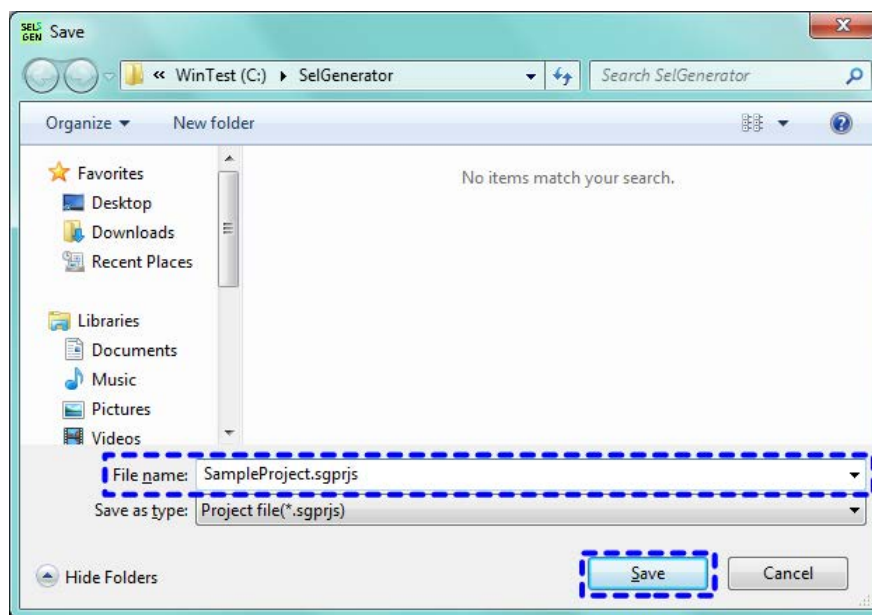 SEL
GEN Save
« WinTest (C:) ▸ SelGenerator
Search SelGenerator
Organize
New folder
Favorites
Desktop
Downloads
Recent Places
Libraries
Documents
Music
Pictures
Videos
No items match your search.
File name: SampleProject.sgprjs
Save as type: Project file(*.sgprjs)
Hide Folders
Save
Cancel